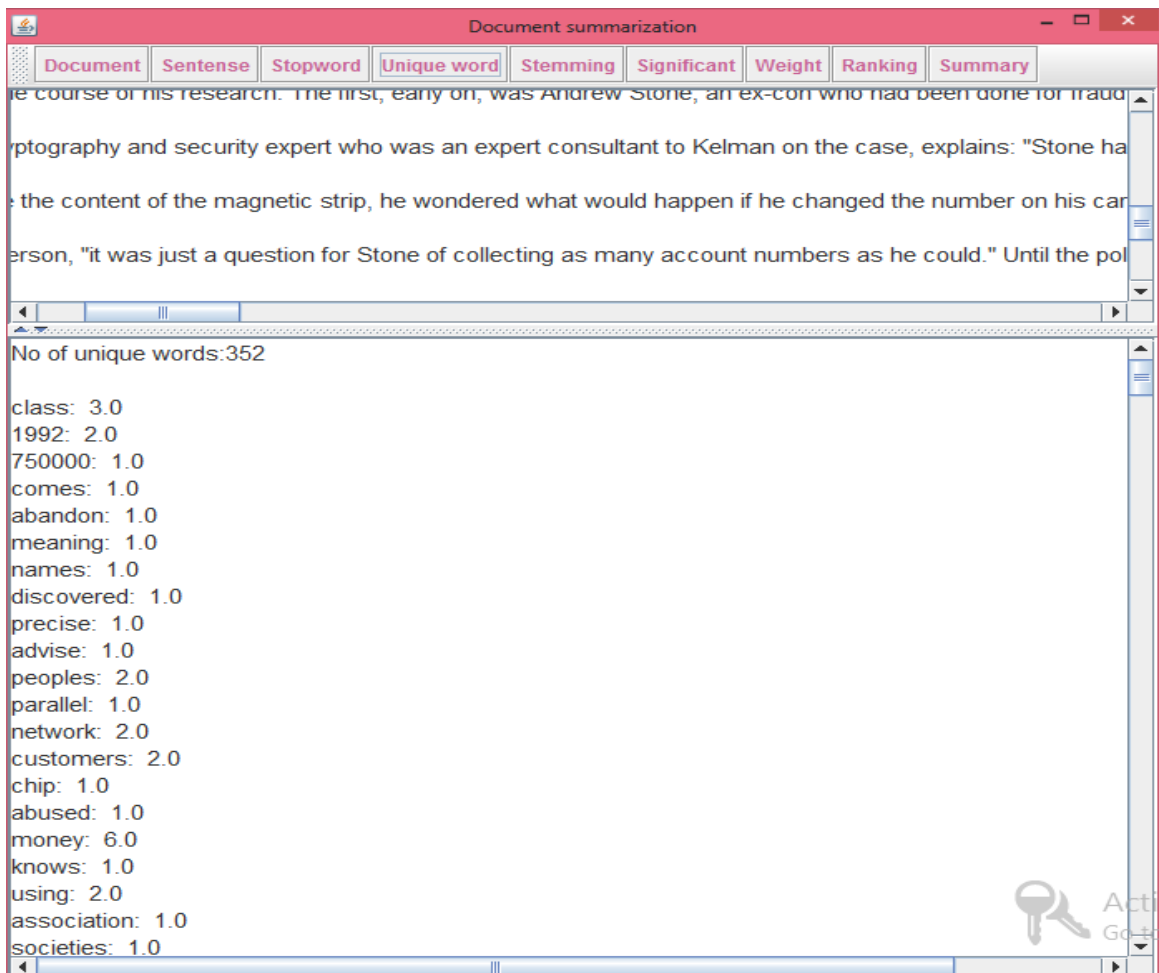 Document summarization
Document Sentense Stopword Unique word Stemming Significant Weight Ranking Summary
le course of his research. The first, early on, was Andrew Stone, an ex-con who had been done for fraud
yptography and security expert who was an expert consultant to Kelman on the case, explains: "Stone ha
the content of the magnetic strip, he wondered what would happen if he changed the number on his car
erson, "it was just a question for Stone of collecting as many account numbers as he could." Until the pol
No of unique words:352
class: 3.0
1992: 2.0
750000: 1.0
comes: 1.0
abandon: 1.0
meaning: 1.0
names: 1.0
discovered: 1.0
precise: 1.0
advise: 1.0
peoples: 2.0
parallel: 1.0
network: 2.0
customers: 2.0
chip: 1.0
abused: 1.0
money: 6.0
knows: 1.0
using: 2.0
association: 1.0
societies: 1.0
Acti
Go to